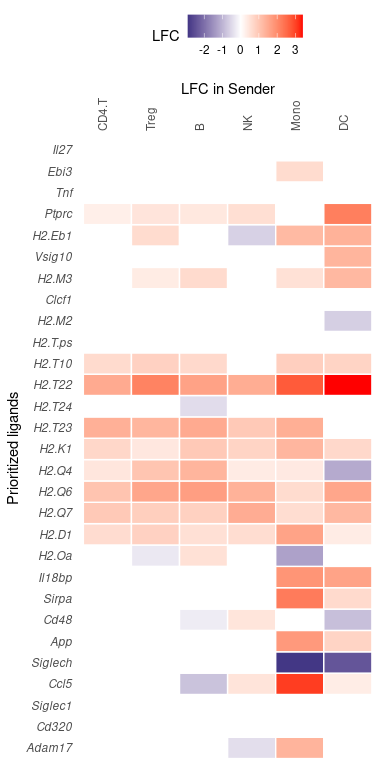 LFC
-2 -1 0 1 2 3
LFC in Sender
CD4.T Treg B NK Mono DC
Prioritized ligands
Il27
Ebi3
Tnf
Ptprc
H2.Eb1
Vsig10
H2.M3
Clcf1
H2.M2
H2.T.ps
H2.T10
H2.T22
H2.T24
H2.T23
H2.K1
H2.Q4
H2.Q6
H2.Q7
H2.D1
H2.Oa
Il18bp
Sirpa
Cd48
App
Siglech
Ccl5
Siglec1
Cd320
Adam17